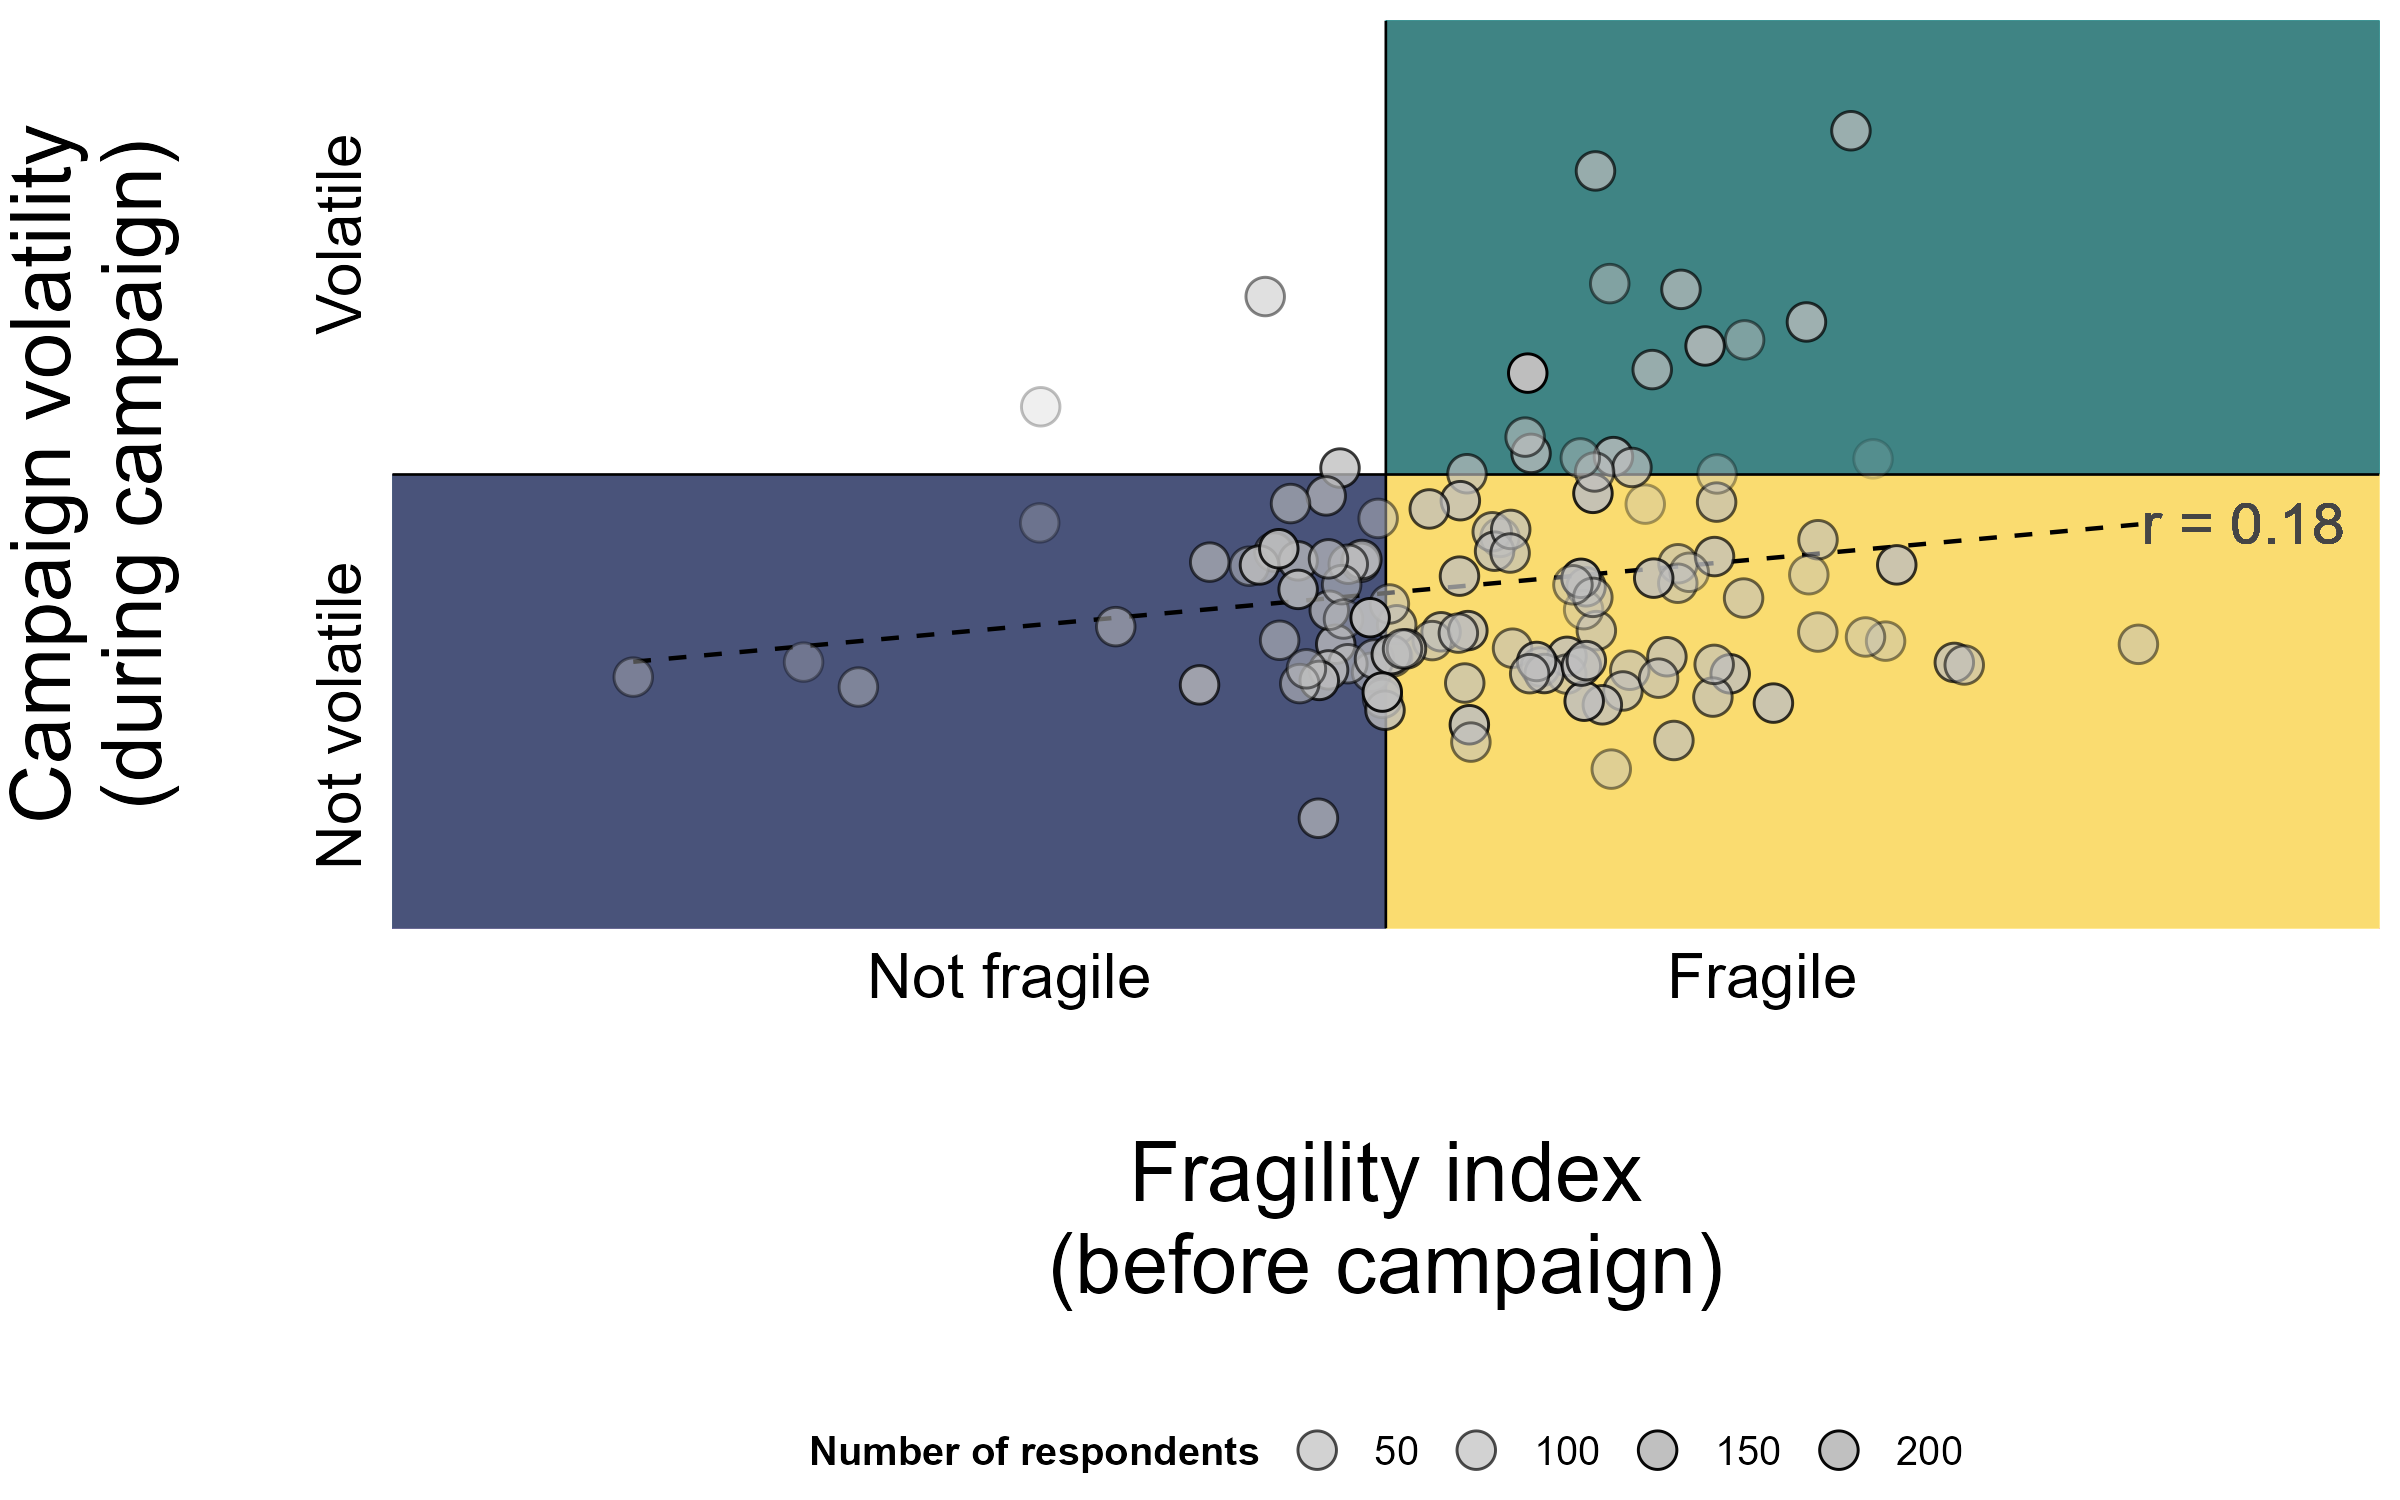 Campaign volatility
(during campaign)
Volatile
Not volatile
r = 0.18
Not fragile
Fragile
Fragility index
(before campaign)
Number of respondents 50 100 150 200